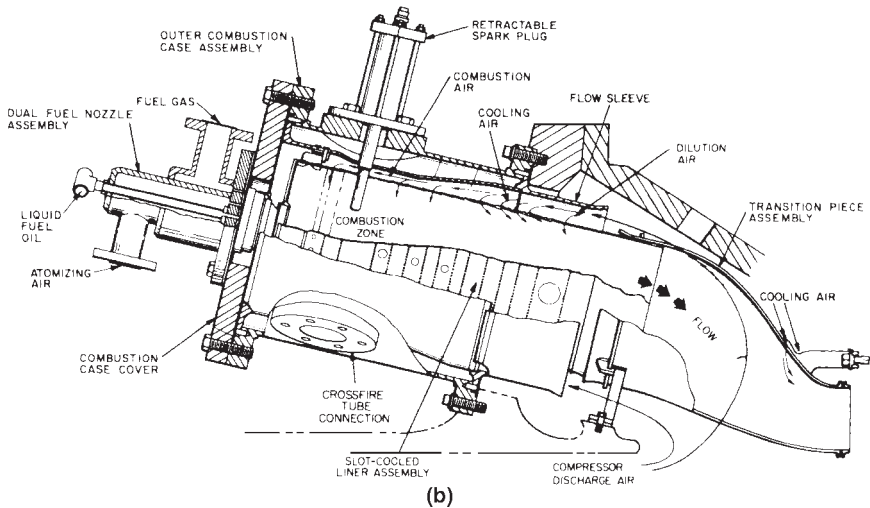 RETRACTABLE
SPARK PLUG
OUTER COMBUSTION
CASE ASSEMBLY
COMBUSTION
AIR
FUEL GAS
COOLING
AIR
FLOW SLEEVE
DUAL FUEL NOZZLE
ASSEMBLY
DILUTION
AIR
TRANSITION PIECE
ASSEMBLY
LIQUID
FUEL
OIL
COMBUSTION
ZONE
ATOMIZING
AIR
COOLING AIR
FLOW
COMBUSTION
CASE COVER
CROSSFIRE
TUBE
CONNECTION
SLOT-COOLED
LINER ASSEMBLY
COMPRESSOR
DISCHARGE AIR
(b)